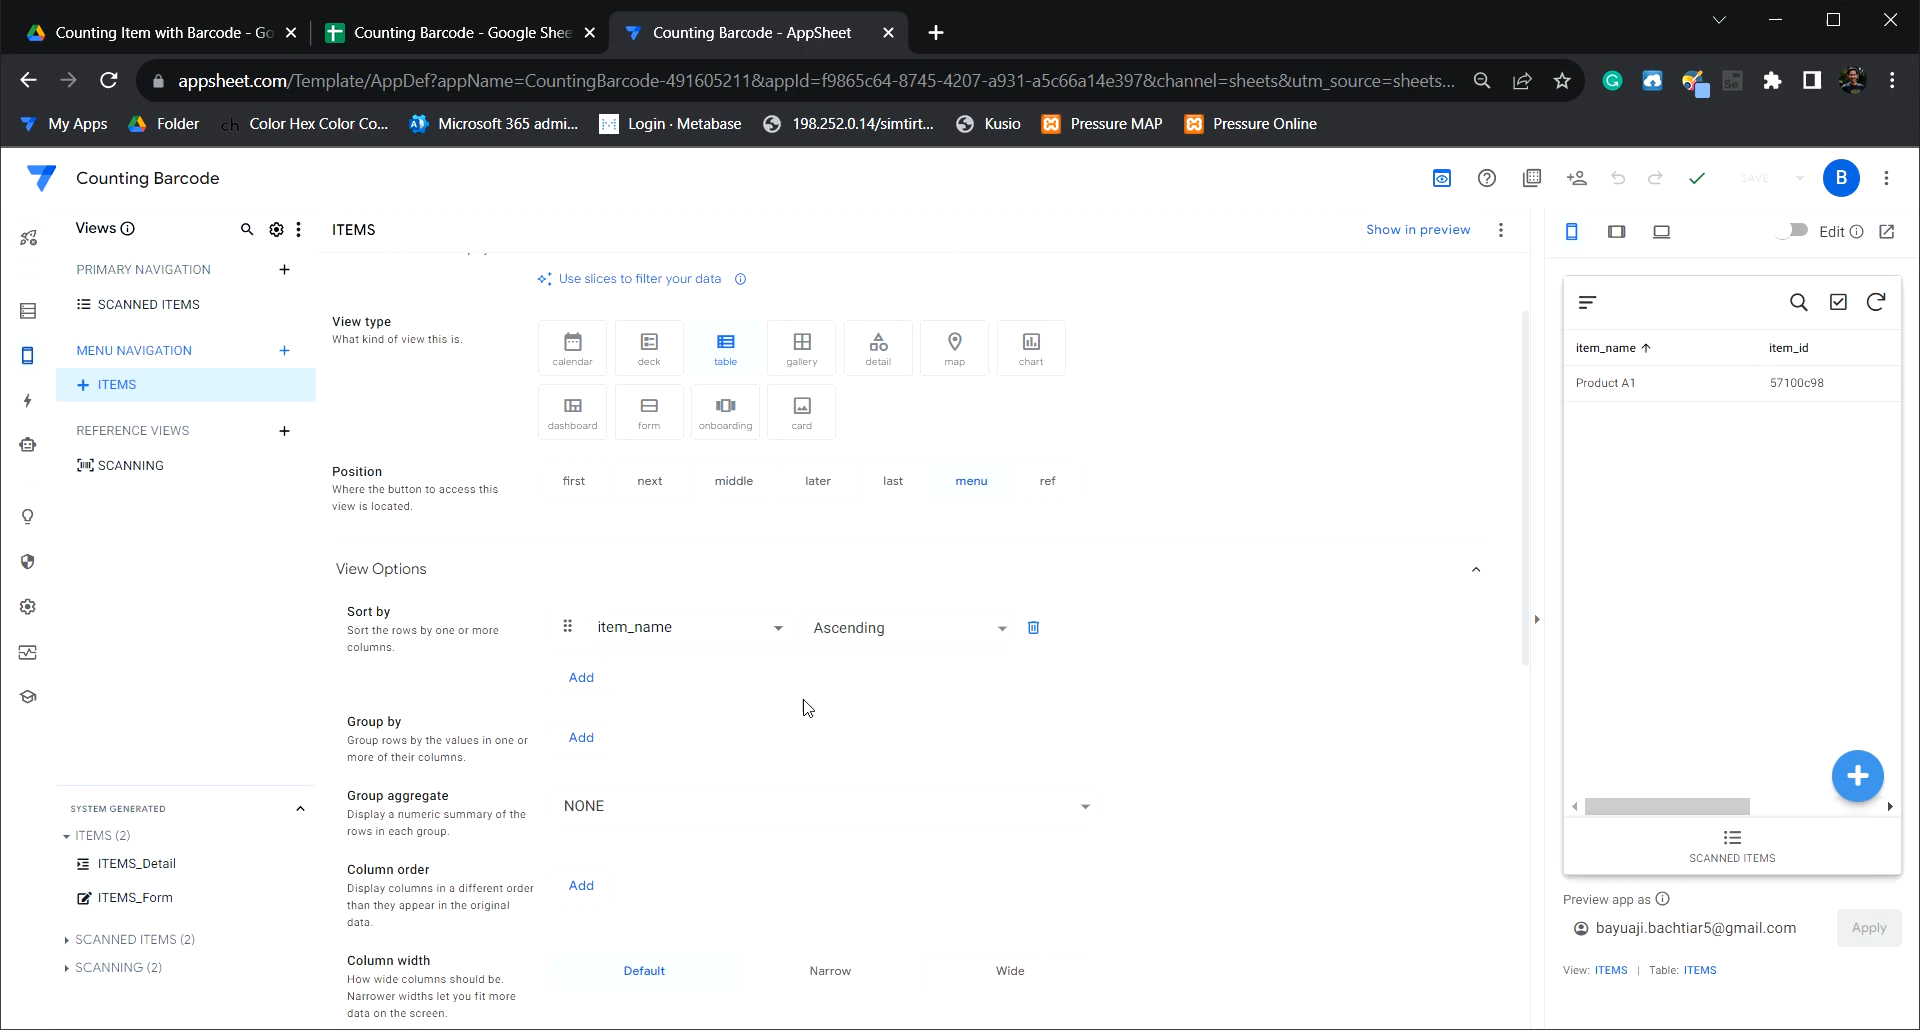 Counting Item with Barcode - Go
Counting Barcode - Google Shee
Counting Barcode - AppSheet
appsheet.com/Template/AppDef?appName=CountingBarcode-491605211&appId=f9865c64-8745-4207-a931-a5c66a14e397&channel=sheets&utm_source=sheets...
My Apps
Folder
ch Color Hex Color Co...
Microsoft 365 admi...
Login · Metabase
198.252.0.14/simtirt...
Kusio
Pressure MAP
Pressure Online
Counting Barcode
SAVE
B
Views
ITEMS
Show in preview
Edit
PRIMARY NAVIGATION
SCANNED ITEMS
MENU NAVIGATION
ITEMS
REFERENCE VIEWS
SCANNING
SYSTEM GENERATED
ITEMS (2)
ITEMS_Detail
ITEMS_Form
SCANNED ITEMS (2)
SCANNING (2)
Use slices to filter your data
View type
What kind of view this is.
calendar
deck
table
gallery
detail
map
chart
dashboard
form
onboarding
card
Position
Where the button to access this
view is located.
first
next
middle
later
last
menu
ref
View Options
Sort by
Sort the rows by one or more
columns.
item_name
Ascending
Add
Group by
Group rows by the values in one or
more of their columns.
Add
Group aggregate
Display a numeric summary of the
rows in each group.
NONE
Column order
Display columns in a different order
than they appear in the original
data.
Add
Column width
How wide columns should be.
Narrower widths let you fit more
data on the screen.
Default
Narrow
Wide
item_name
item_id
Product A1
57100c98
SCANNED ITEMS
Preview app as
bayuaji.bachtiar5@gmail.com
Apply
View: ITEMS | Table: ITEMS